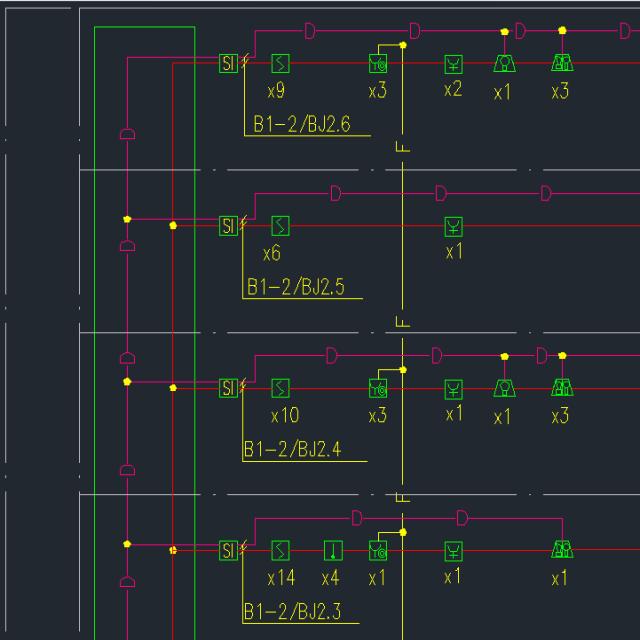 D D D D
SI
x9 x3 x2 x1 x3
B1-2/BJ2.6
D
F
D D D
SI
x6 x1
D
B1-2/BJ2.5
F
D D D
D
SI
x10 x3 x1 x1 x3
B1-2/BJ2.4
D
F
D D
SI
x14 x4 x1 x1 x1
D
B1-2/BJ2.3